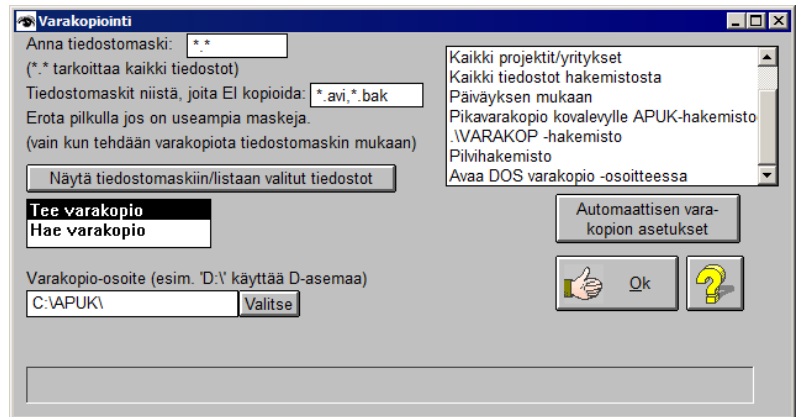 Varakopiointi
Anna tiedostomaski: *.*
(*.* tarkoittaa kaikki tiedostot)
Tiedostomaskit niistä, joita EI kopioida: *.avi,*.bak
Erota pilkulla jos on useampia maskeja.
(vain kun tehdään varakopiota tiedostomaskin mukaan)
Näytä tiedostomaskiin/listaan valitut tiedostot
Tee varakopio
Hae varakopio
Varakopio-osoite (esim. 'D:\' käyttää D-asemaa)
C:\APUK\
Valitse
Kaikki projektit/yritykset
Kaikki tiedostot hakemistosta
Päiväyksen mukaan
Pikavarakopio kovalevylle APUK-hakemisto
.\VARAKOP -hakemisto
Pilvihakemisto
Avaa DOS varakopio -osoitteessa
Automaattisen vara-
kopion asetukset
Ok
?